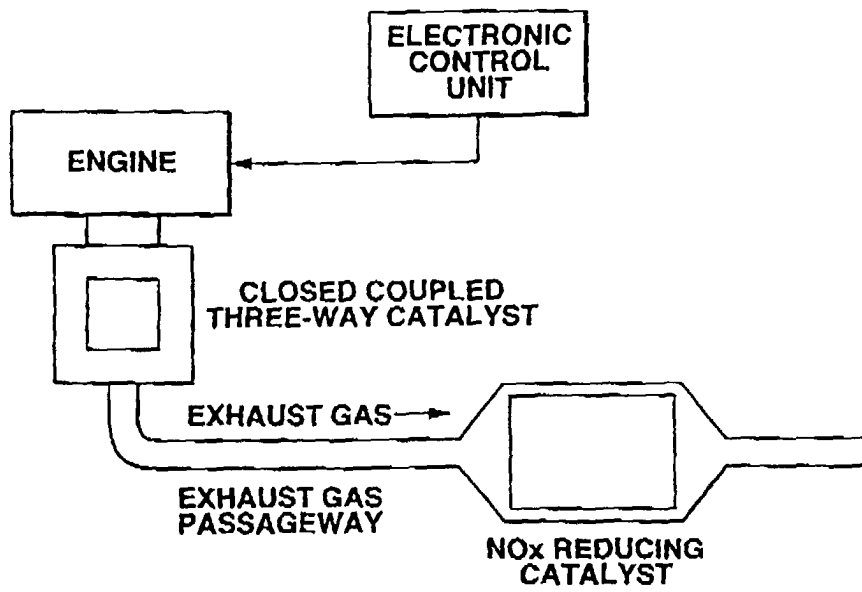 ELECTRONIC
CONTROL
UNIT
ENGINE
CLOSED COUPLED
THREE-WAY CATALYST
EXHAUST GAS
EXHAUST GAS
PASSAGEWAY
NOx REDUCING
CATALYST